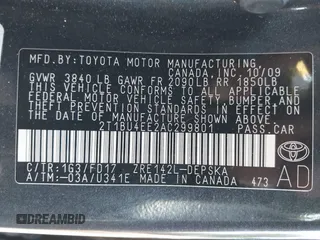 MFD.BY:TOYOTA MOTOR MANUFACTURING,
CANADA,INC. 10/09
GVWR 3840 LB GAWR FR 2090LB RR 1950LB
THIS VEHICLE CONFORMS TO ALL APPLICABLE
FEDERAL MOTOR VEHICLE SAFETY, BUMPER, AND
THEFT PREVENTION STANDARDS IN EFFECT ON
THE DATE OF MANUFACTURE SHOWN ABOVE.
2T1BU4EE2AC299801 PASS.CAR
C/TR:1G3/FD17 ZRE142L-DEPSKA
A/TM:-03A/U341E MADE IN CANADA 473
AD
DREAMBID